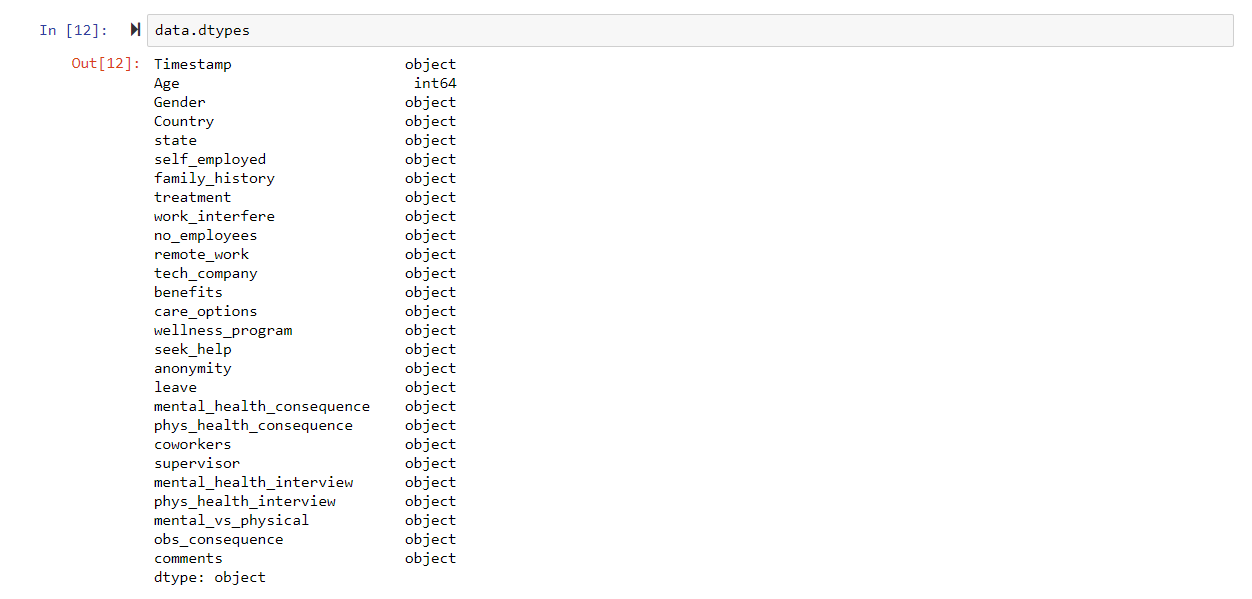 In [12]: data.dtypes
Out[12]: Timestamp object
Age int64
Gender object
Country object
state object
self_employed object
family_history object
treatment object
work_interfere object
no_employees object
remote_work object
tech_company object
benefits object
care_options object
wellness_program object
seek_help object
anonymity object
leave object
mental_health_consequence object
phys_health_consequence object
coworkers object
supervisor object
mental_health_interview object
phys_health_interview object
mental_vs_physical object
obs_consequence object
comments object
dtype: object